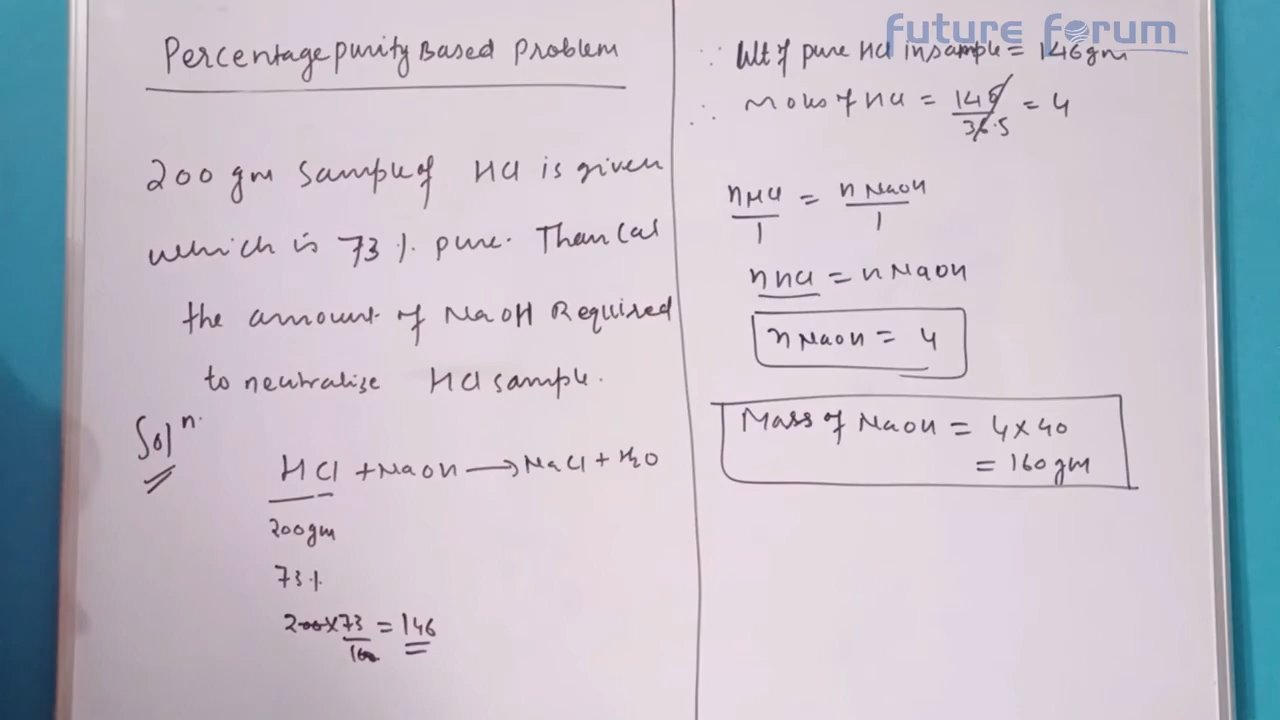 future forum
Percentage purity Based Problem
200 gm Sample of HCl is given
which is 73 %. pure. Than Cal
the amount of NaOH Required
to neutralize HCl sample.
Solⁿ.
HCl + NaOH ⟶ NaCl + H₂O
200gm
73%
200×73/100 = 146
∴ Wt of pure HCl in sample = 146gm
∴ Moles of HCl = 146/36.5 = 4
nHCl/1 = nNaOH/1
nHCl = nNaOH
nNaOH = 4
Mass of NaOH = 4×40
= 160gm